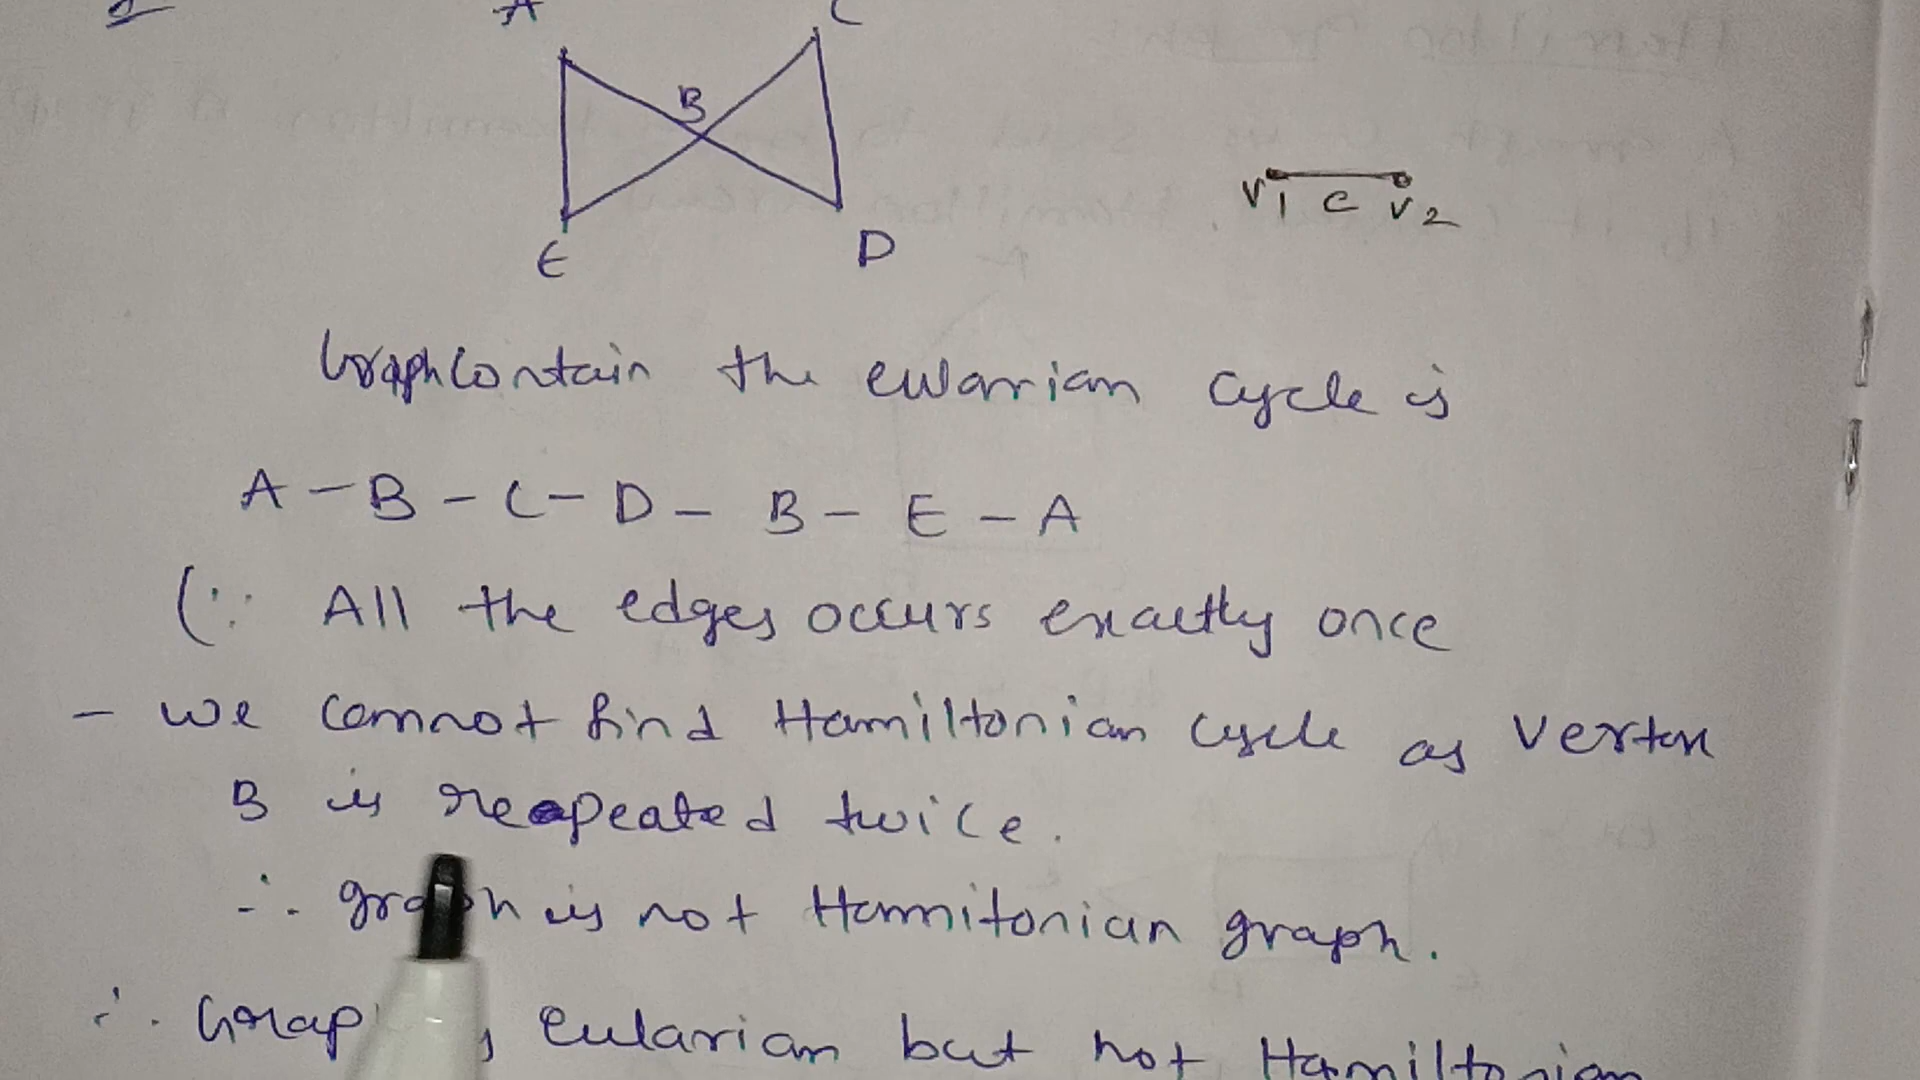 A C
B
E D
V1 e V2
Graph Contain the eularian Cycle is
A - B - C - D - B - E - A
(∵ All the edges occurs exactly once
- we cannot find Hamiltonian cycle as vertex
B is reapeated twice.
∴ graph is not Hamitonian graph.
∴ Eularian but not Hamiltonian